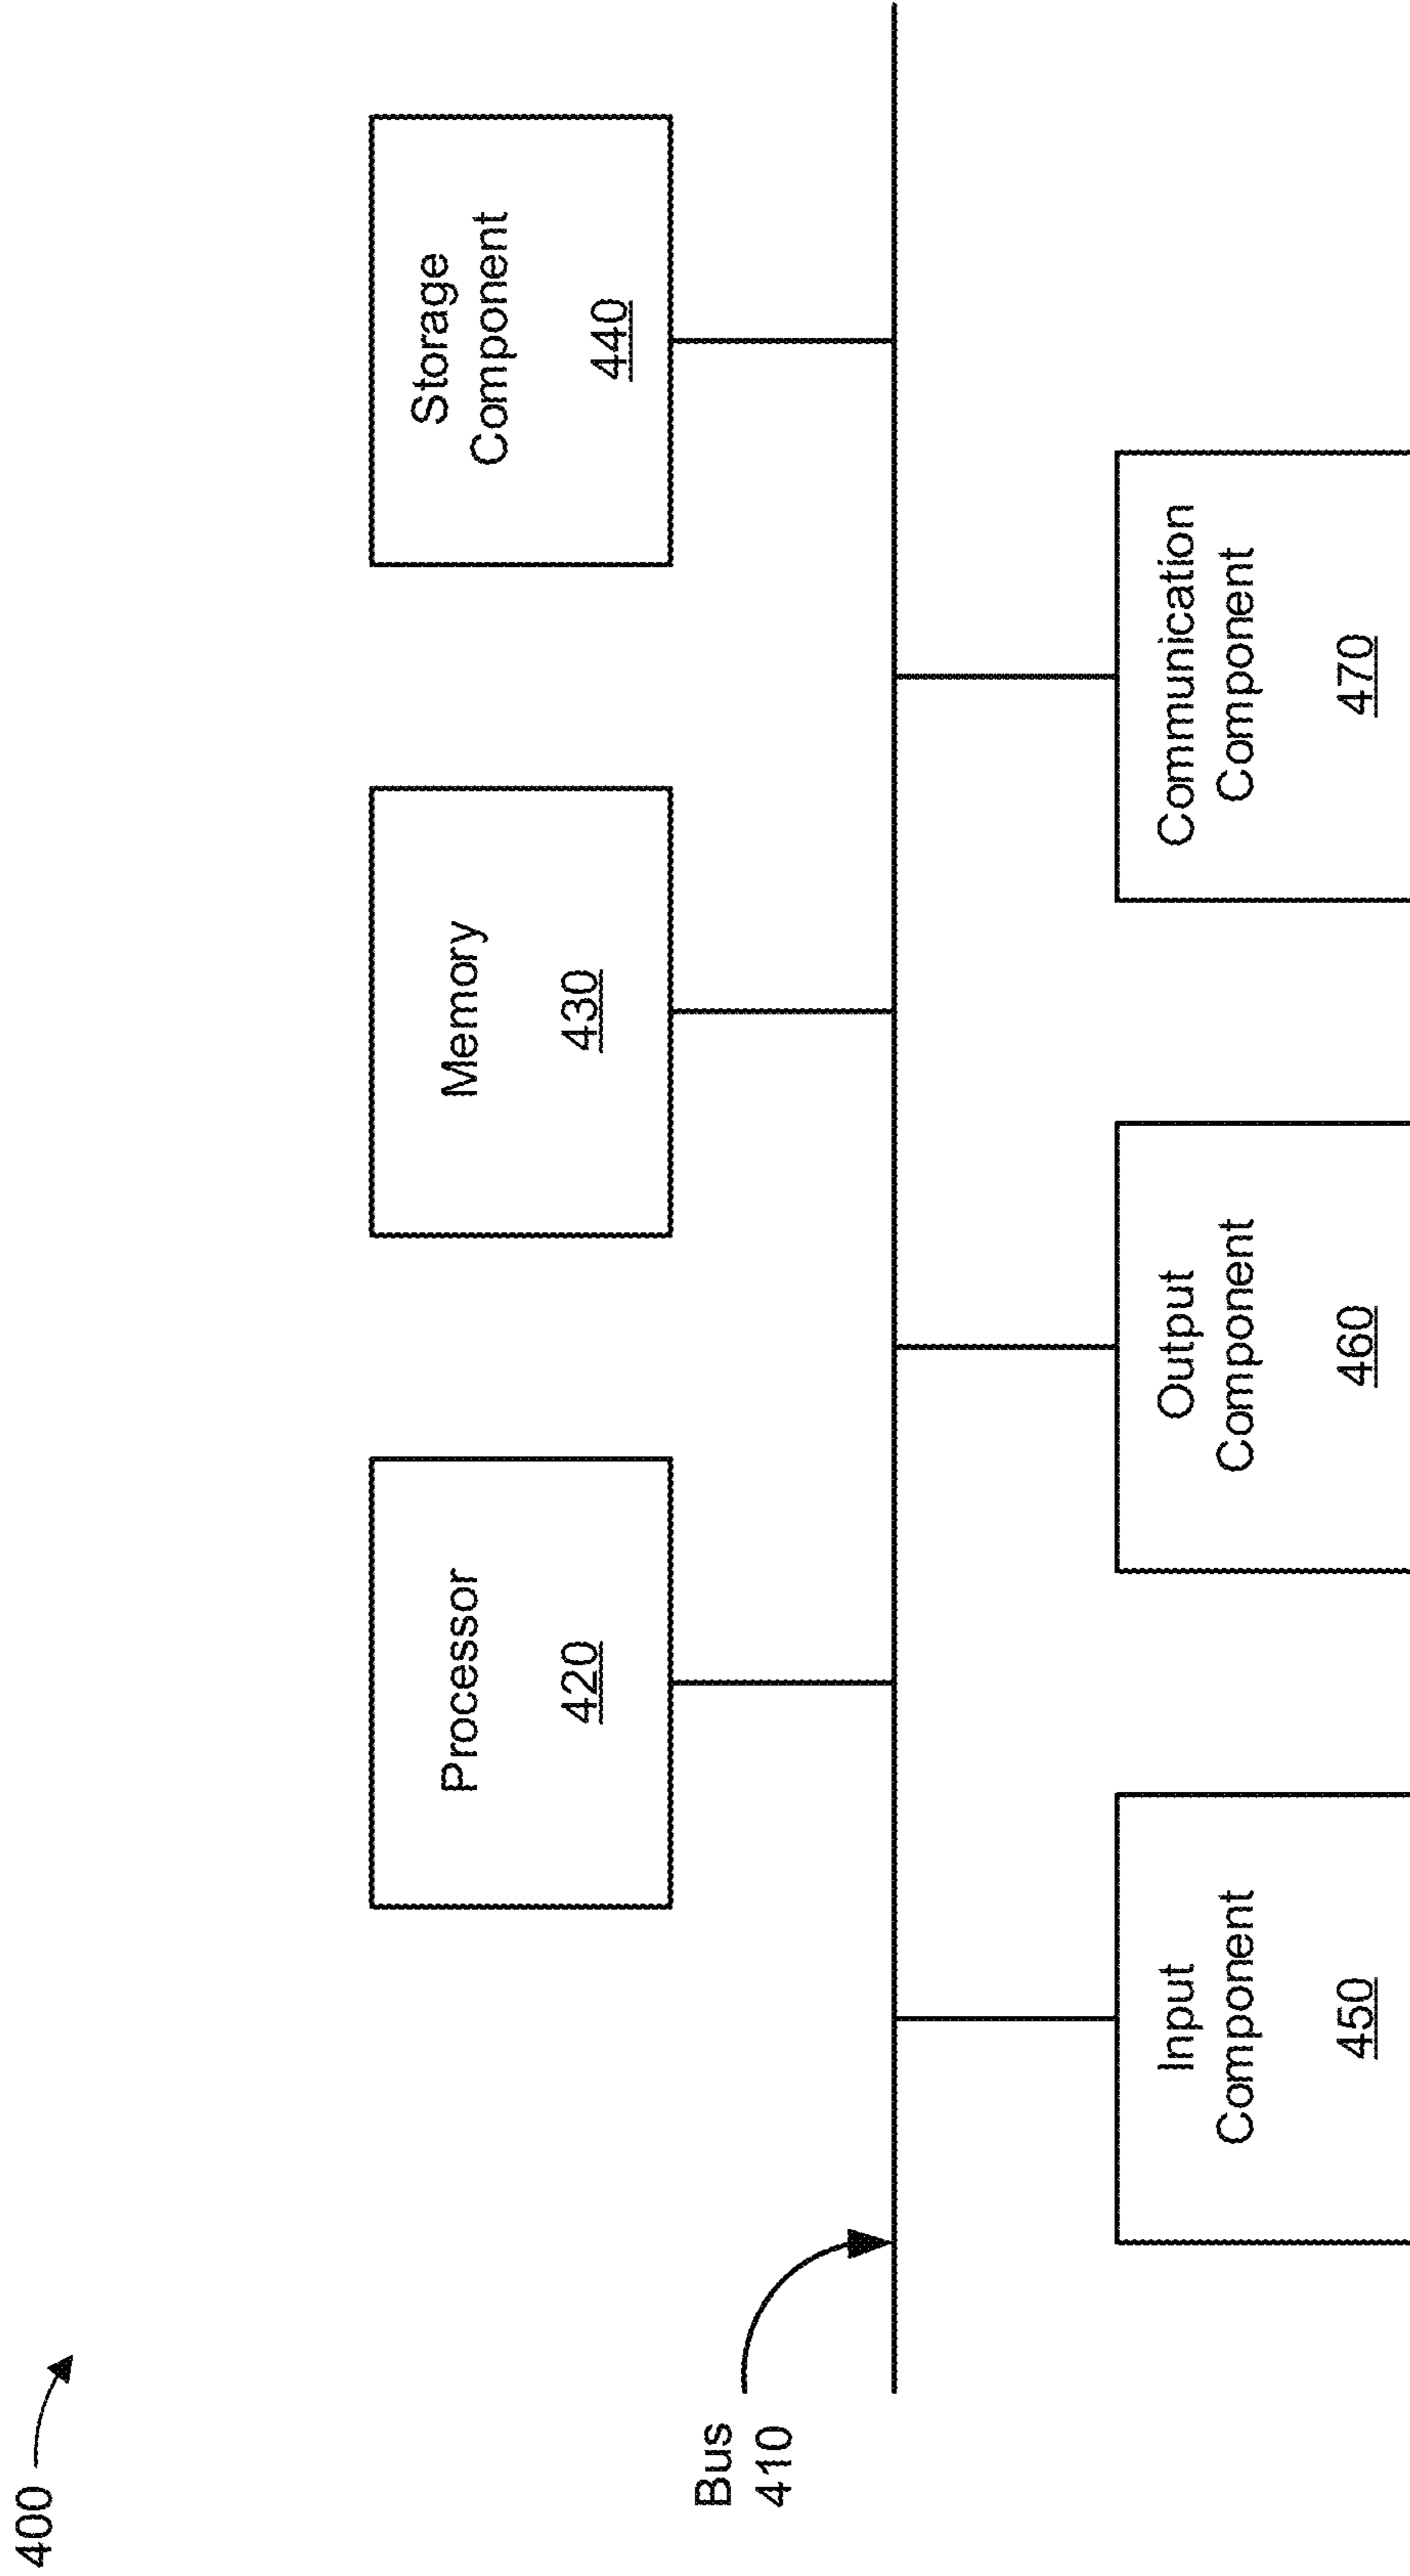 400
Processor
420
Memory
430
Storage
Component
440
Bus
410
Input
Component
450
Output
Component
460
Communication
Component
470